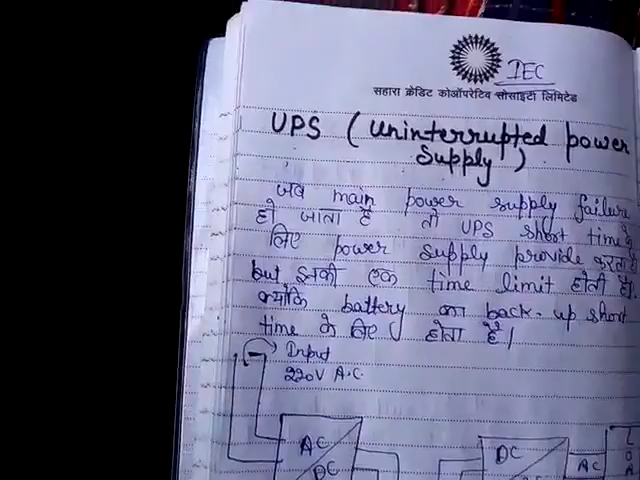 IEC
सहारा क्रेडिट कोऑपरेटिव सोसाइटी लिमिटेड
UPS ( Uninterrupted power
Supply )
जब main power supply failure
हो जाता है तो UPS short time के
लिए power supply provide करता है
but इसकी एक time limit होती है।
क्योंकि battery का back-up short
time के लिए होता है।
Input
220V A.C.
AC
DC
DC
AC
L
O
A